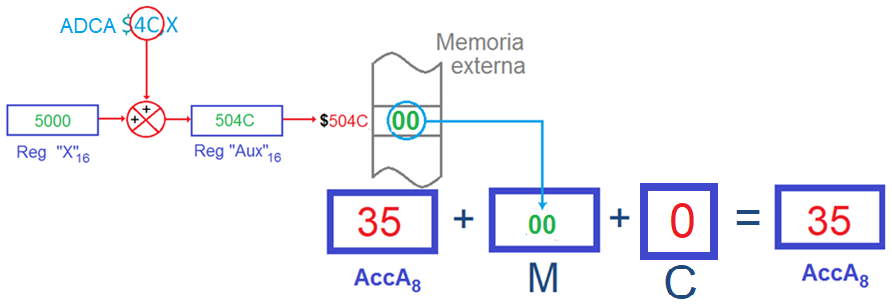 ADCA $4C,X
Memoria
externa
5000
+
+
504C
$504C
00
Reg "X"16
Reg "Aux"16
35 + 00 + 0 = 35
AccA8
M
C
AccA8